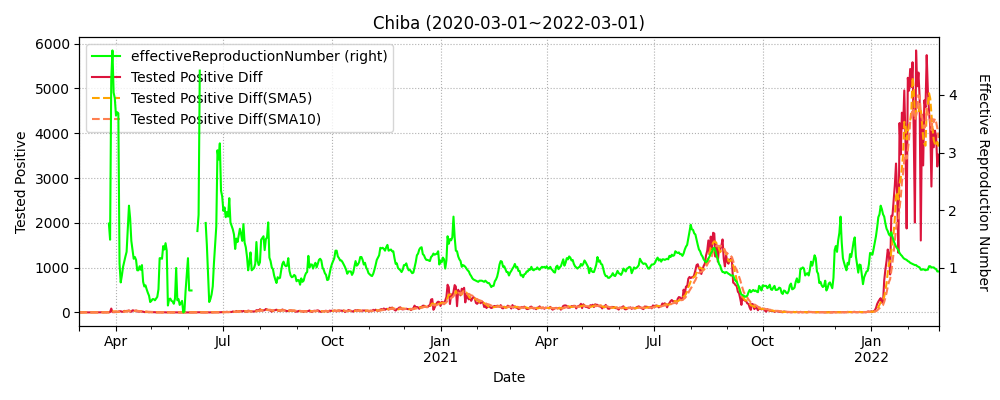 Chiba (2020-03-01~2022-03-01)
effectiveReproductionNumber (right)
Tested Positive Diff
Tested Positive Diff(SMA5)
Tested Positive Diff(SMA10)
Tested Positive
6000
5000
4000
3000
2000
1000
0
4
3
2
1
Effective Reproduction Number
Apr Jul Oct Jan Apr Jul Oct Jan
2021 2022
Date